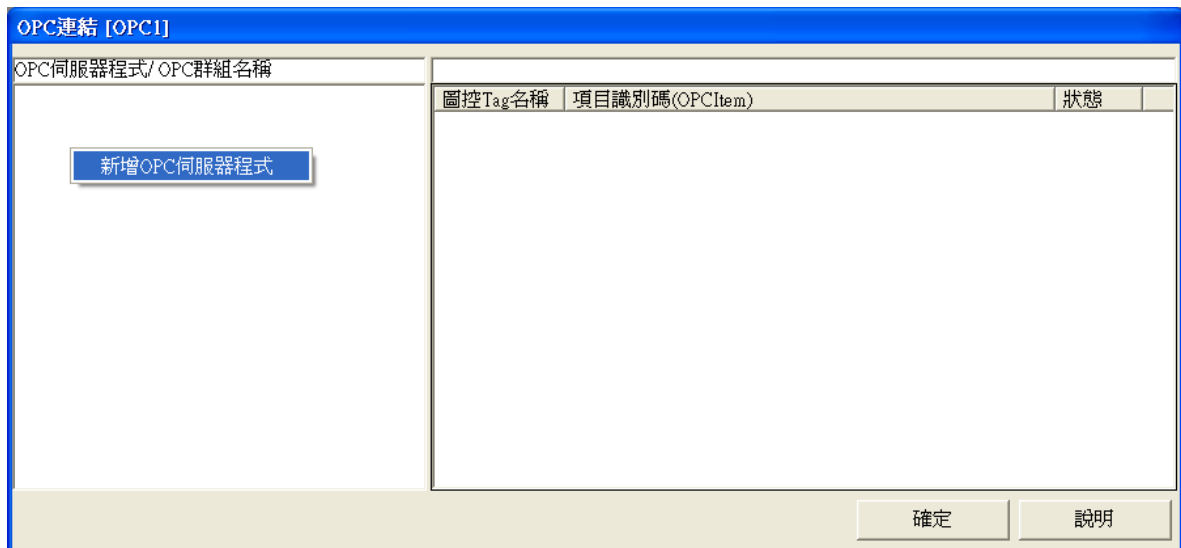 OPC連結 [OPC1]
OPC伺服器程式/ OPC群組名稱
圖控Tag名稱 項目識別碼(OPCItem) 狀態
新增OPC伺服器程式
確定 說明